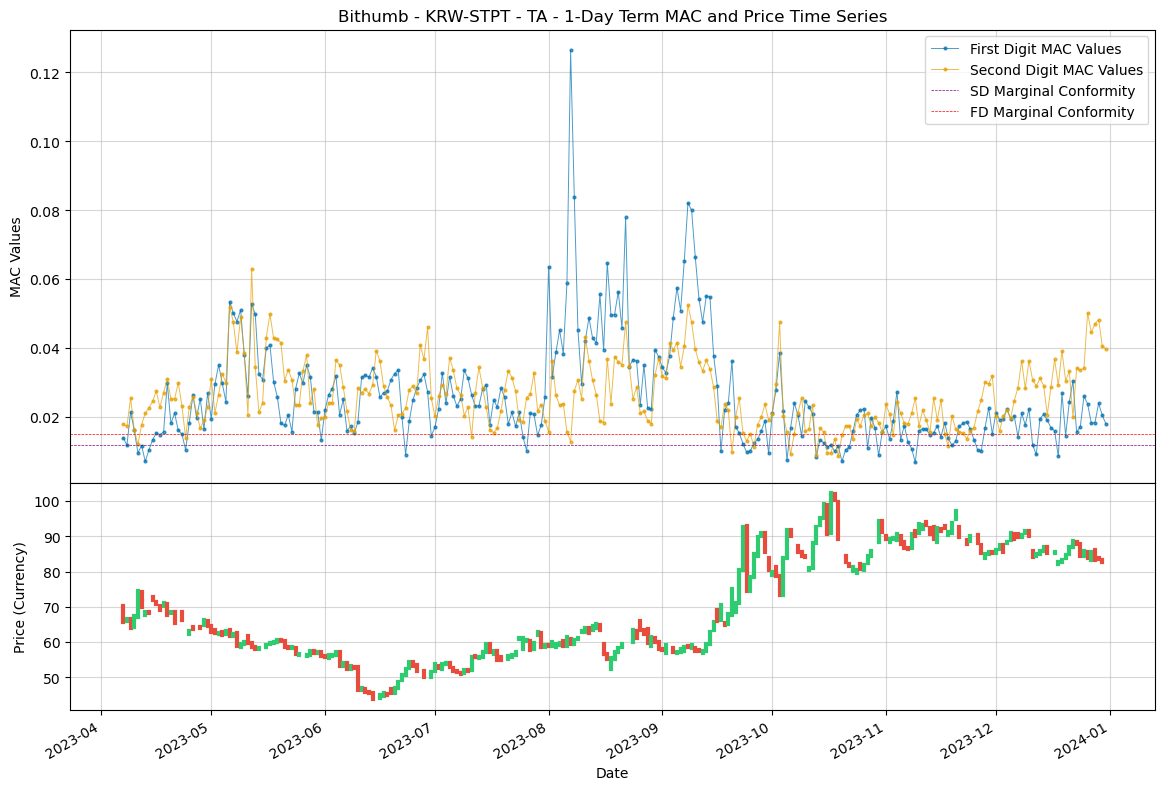 Bithumb - KRW-STPT - TA - 1-Day Term MAC and Price Time Series
First Digit MAC Values
Second Digit MAC Values
SD Marginal Conformity
FD Marginal Conformity
MAC Values
0.12
0.10
0.08
0.06
0.04
0.02
Price (Currency)
100
90
80
70
60
50
2023-04
2023-05
2023-06
2023-07
2023-08
2023-09
2023-10
2023-11
2023-12
2024-01
Date